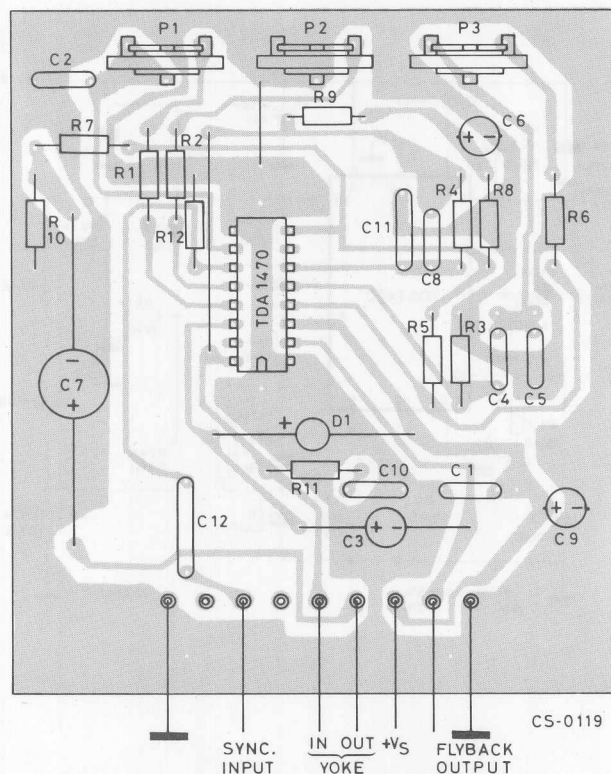 P1 P2 P3
C2
R9
C6
R7
R2
R1
R4 R8
R6
R
10
R12
C11
C8
TDA1470
R5 R3
C4 C5
-
C7
+
+ D1
R11
C10 C1
C12
+ -
C3
+ -
C9
CS-0119
SYNC.
INPUT
IN OUT +VS
YOKE
FLYBACK
OUTPUT